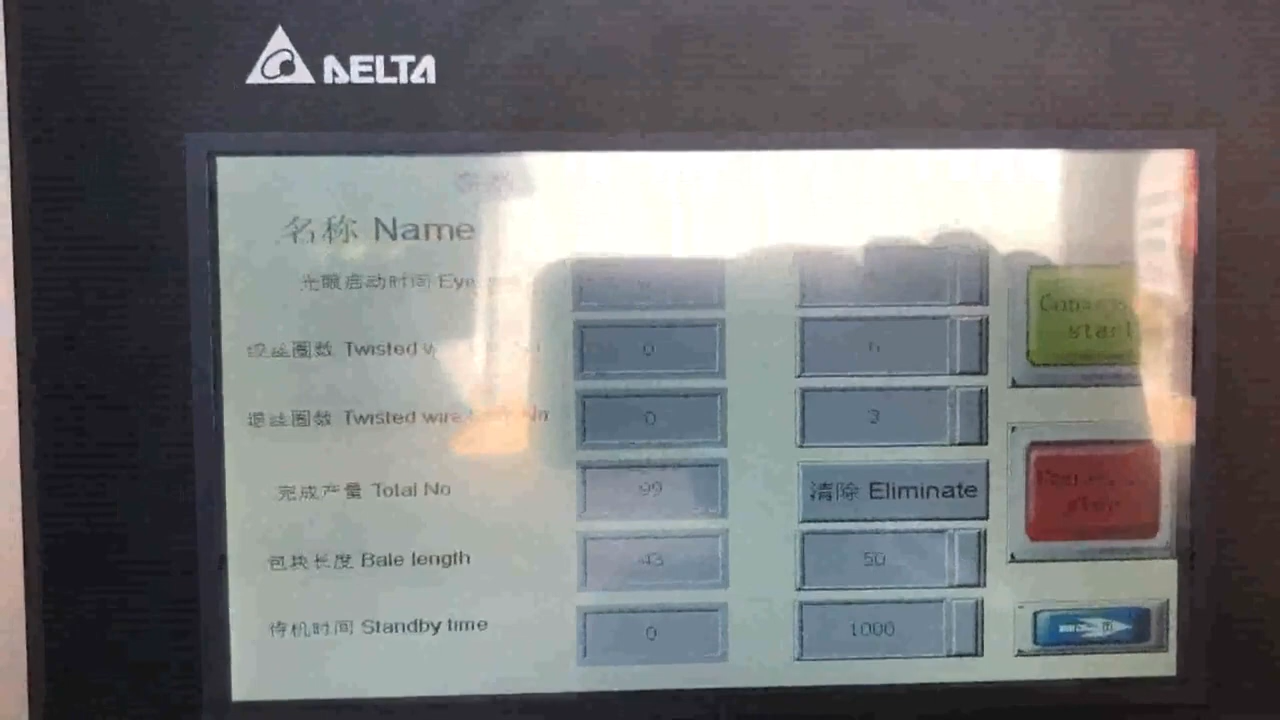 DELTA
名称 Name
光眼启动时间 Eye
绞丝圈数 Twisted
0
退丝圈数 Twisted wire
0 3
完成产量 Total No 99 清除 Eliminate
包块长度 Bale length 43 50
待机时间 Standby time 0 1000
start
stop